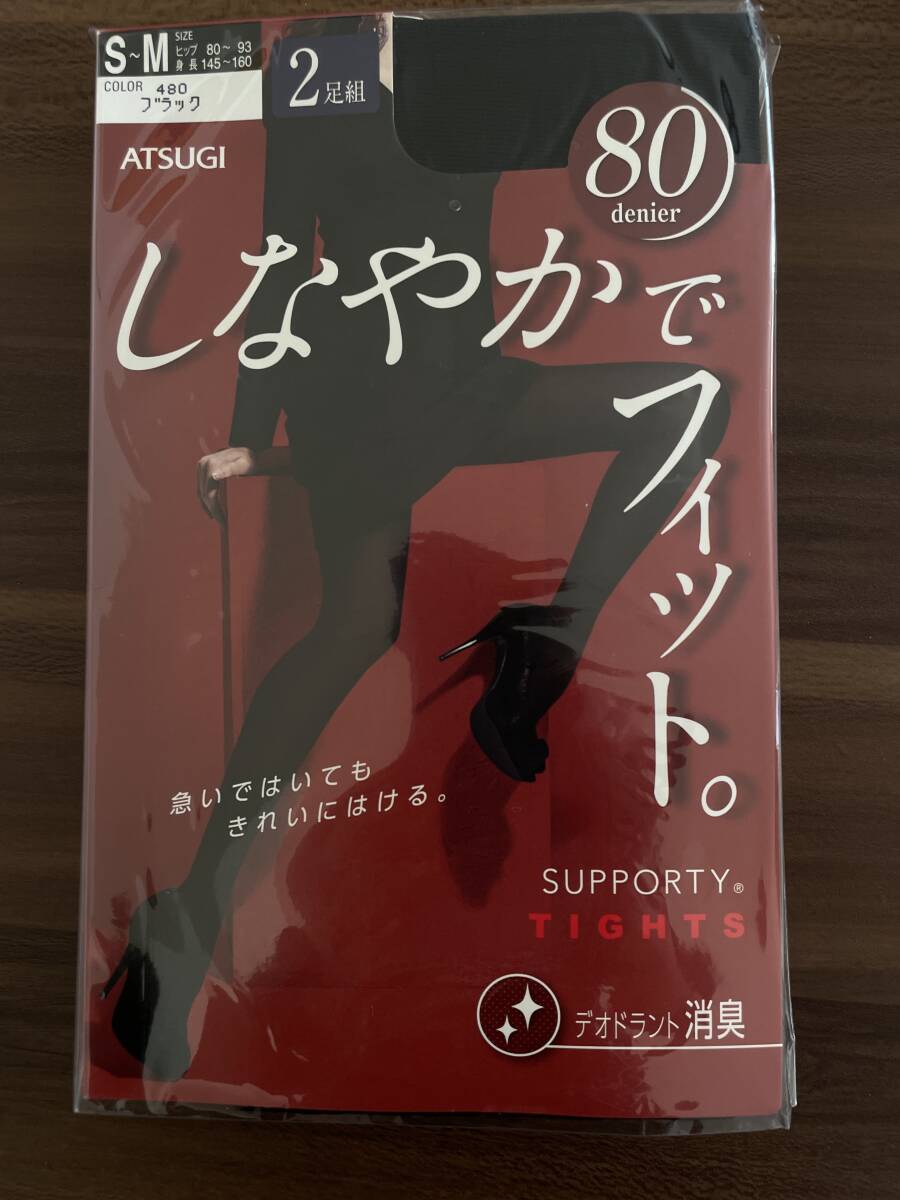 S~M
SIZE
ヒップ 80~ 93
身長 145~160
COLOR 480
ブラック
2足組
ATSUGI
80
denier
しなやかで
フィット。
急いではいても
きれいにはける。
SUPPORTY®
TIGHTS
デオドラント消臭